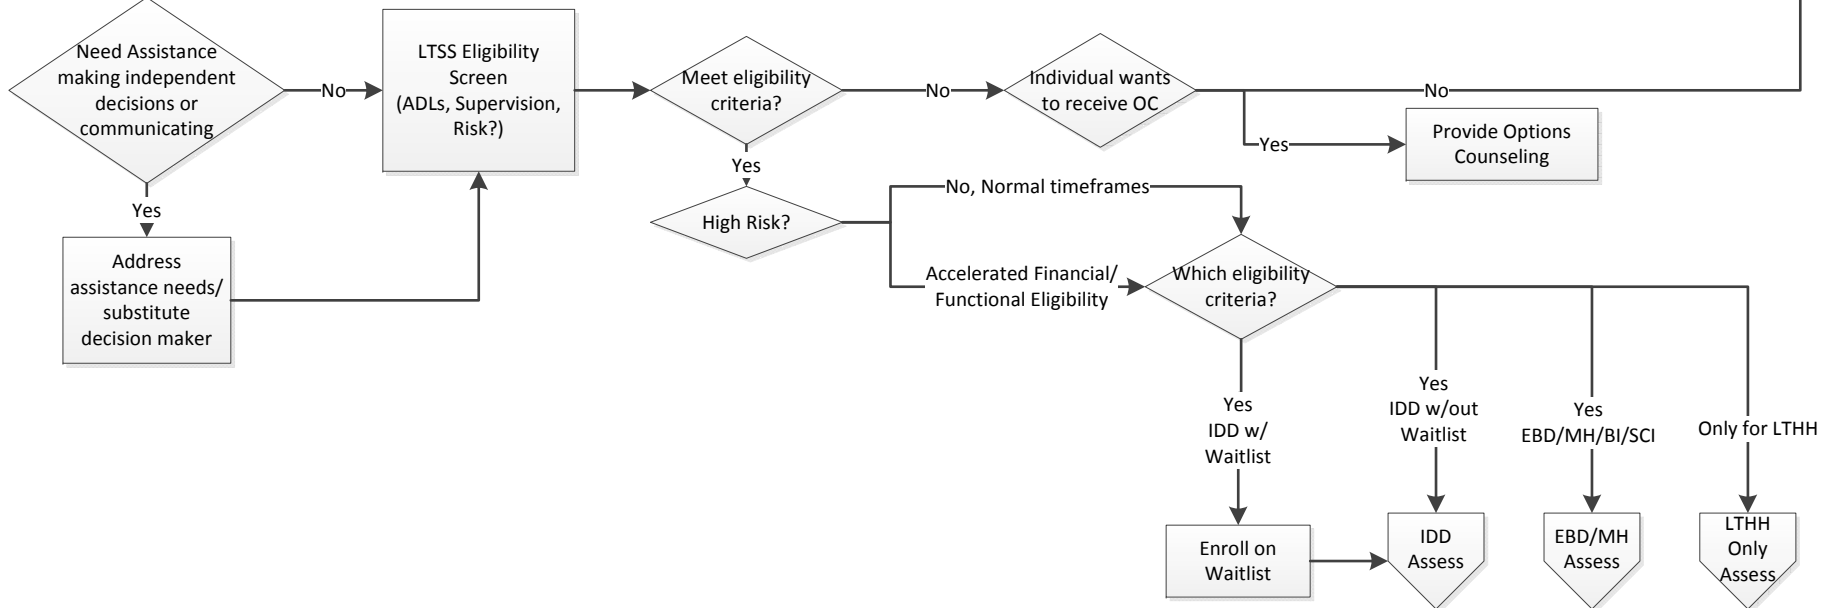 Need Assistance
making independent
decisions or
communicating
No
LTSS Eligibility
Screen
(ADLs, Supervision,
Risk?)
Meet eligibility
criteria?
No
Individual wants
to receive OC
No
Yes
Provide Options
Counseling
Yes
High Risk?
No, Normal timeframes
Accelerated Financial/
Functional Eligibility
Which eligibility
criteria?
Yes
Address
assistance needs/
substitute
decision maker
Yes
IDD w/
Waitlist
Yes
IDD w/out
Waitlist
Yes
EBD/MH/BI/SCI
Only for LTHH
Enroll on
Waitlist
IDD
Assess
EBD/MH
Assess
LTHH
Only
Assess